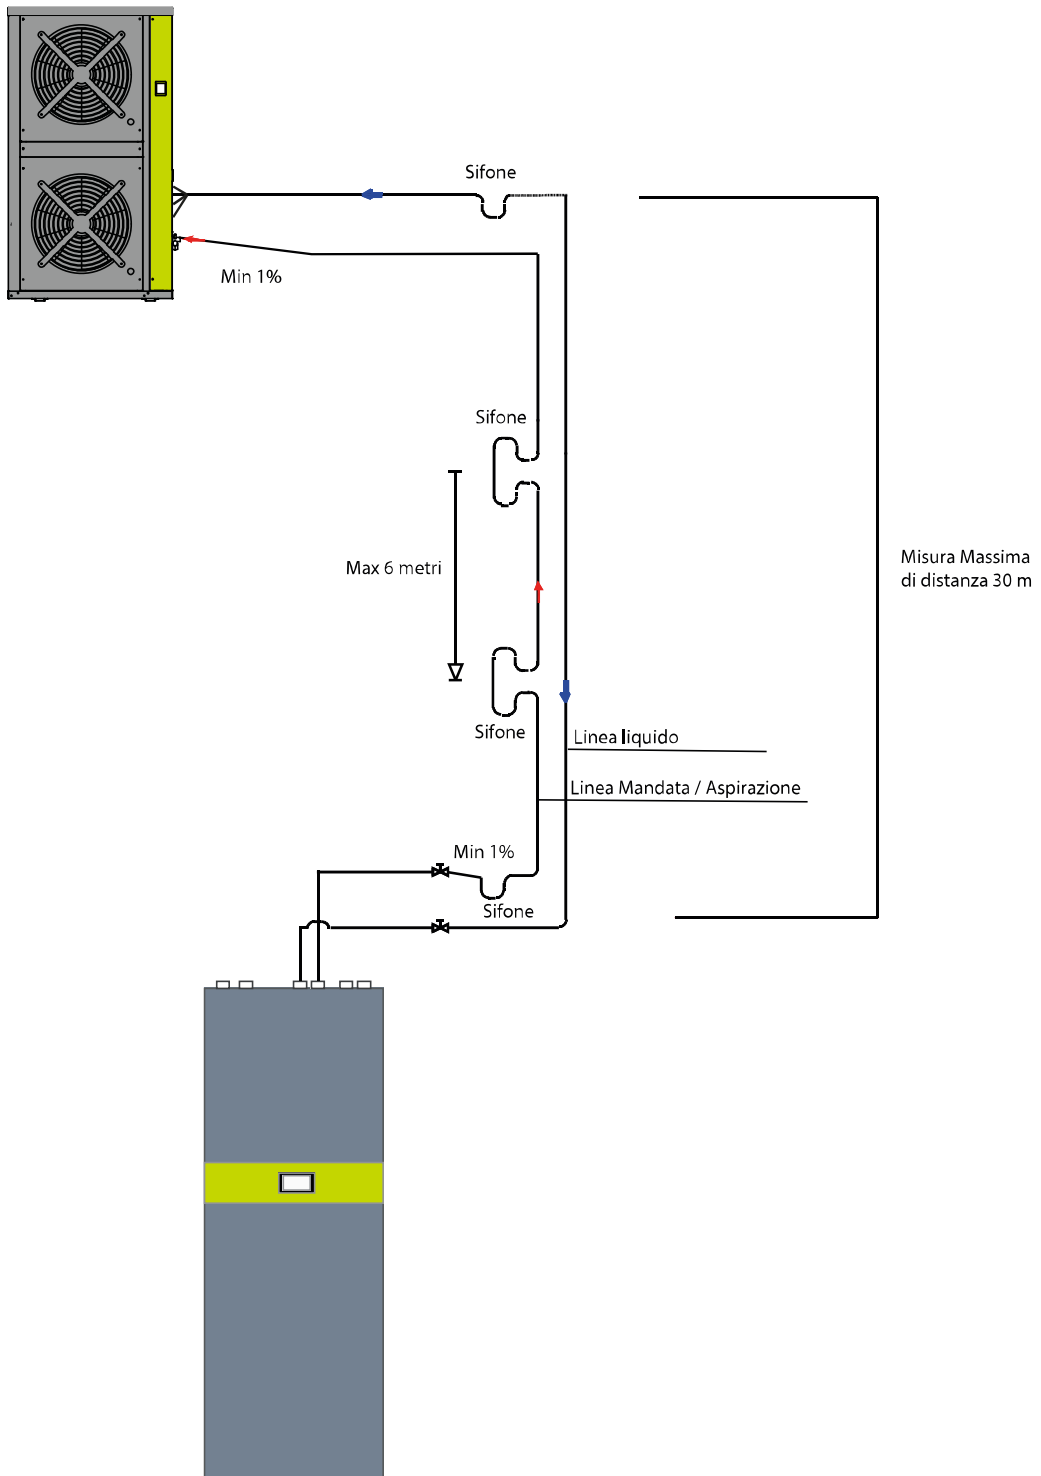 Sifone
Min 1%
Sifone
Max 6 metri
Misura Massima
di distanza 30 m
Sifone
Linea liquido
Linea Mandata / Aspirazione
Min 1%
Sifone